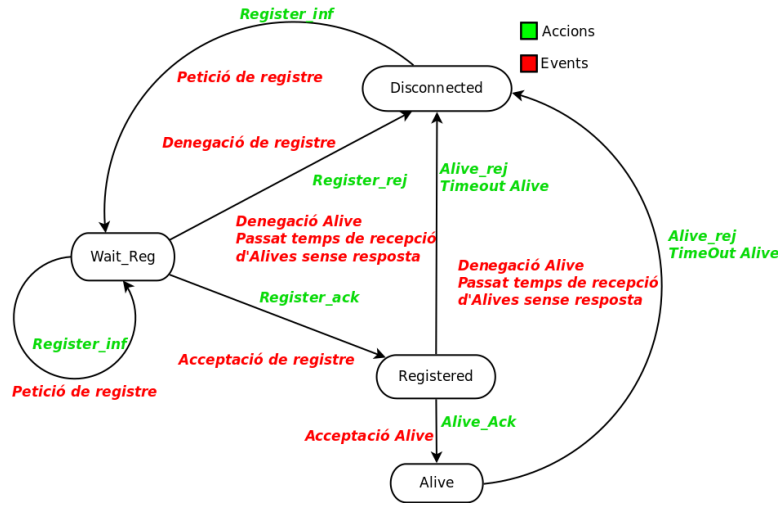 Register_inf
Accions
Events
Petició de registre
Disconnected
Denegació de registre
Register_rej
Alive_rej
Timeout Alive
Denegació Alive
Passat temps de recepció
d'Alives sense resposta
Alive_rej
TimeOut Alive
Wait_Reg
Denegació Alive
Passat temps de recepció
d'Alives sense resposta
Register_ack
Register_inf
Acceptació de registre
Registered
Petició de registre
Acceptació Alive
Alive_Ack
Alive